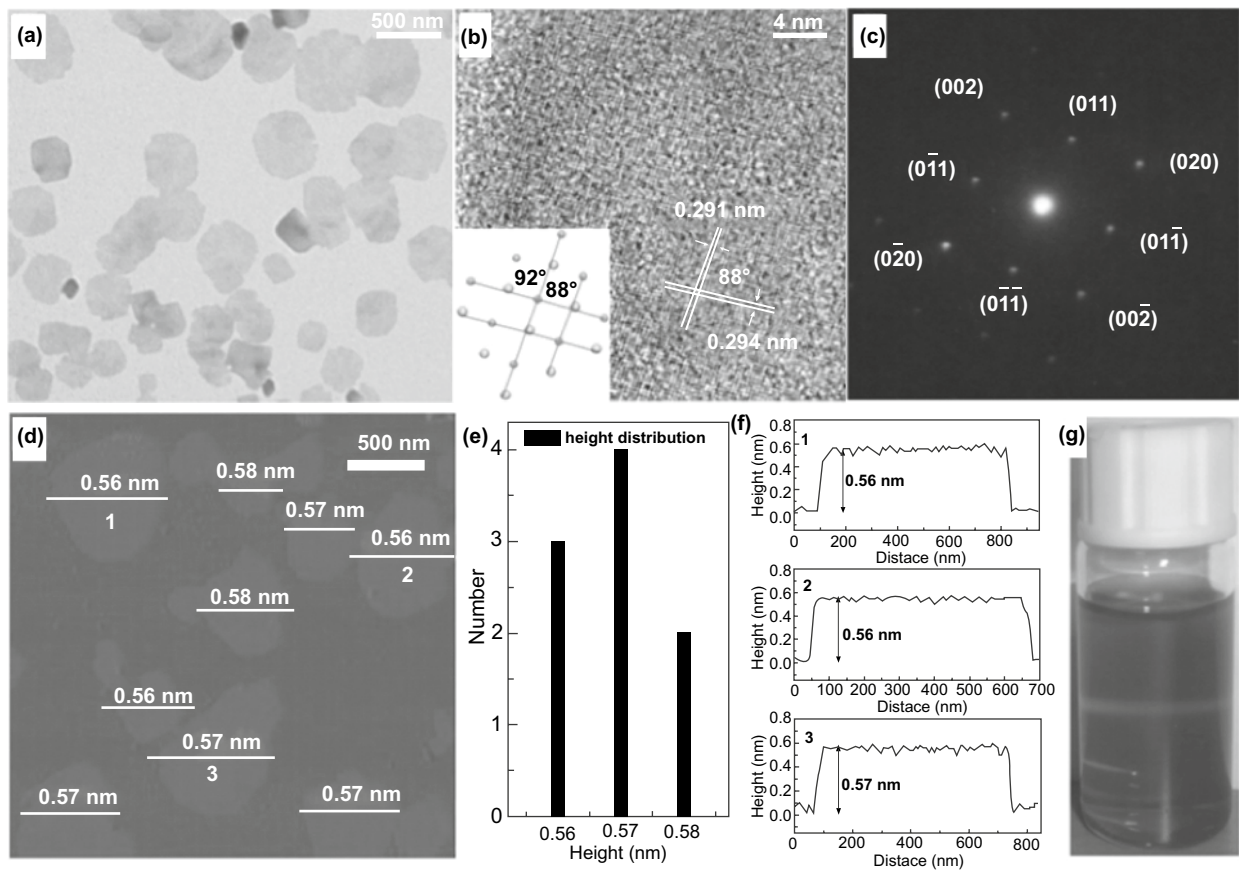 (a)
500 nm
(b)
4 nm
0.291 nm
88°
0.294 nm
92°
88°
(c)
(002)
(011)
(01̄1)
(020)
(011̄)
(02̄0)
(01̄1̄)
(002̄)
(d)
500 nm
0.56 nm
1
0.58 nm
0.57 nm
0.56 nm
2
0.58 nm
0.56 nm
0.57 nm
3
0.57 nm
0.57 nm
(e)
height distribution
Number
4
3
2
1
0
0.56 0.57 0.58
Height (nm)
(f)
1
Height (nm)
0.8
0.6
0.4
0.2
0.0
0.56 nm
0 200 400 600 800
Distace (nm)
2
Height (nm)
0.8
0.6
0.4
0.2
0.0
0.56 nm
0 100 200 300 400 500 600 700
Distace (nm)
3
Height (nm)
0.8
0.6
0.4
0.2
0.0
0.57 nm
0 200 400 600 800
Distace (nm)
(g)